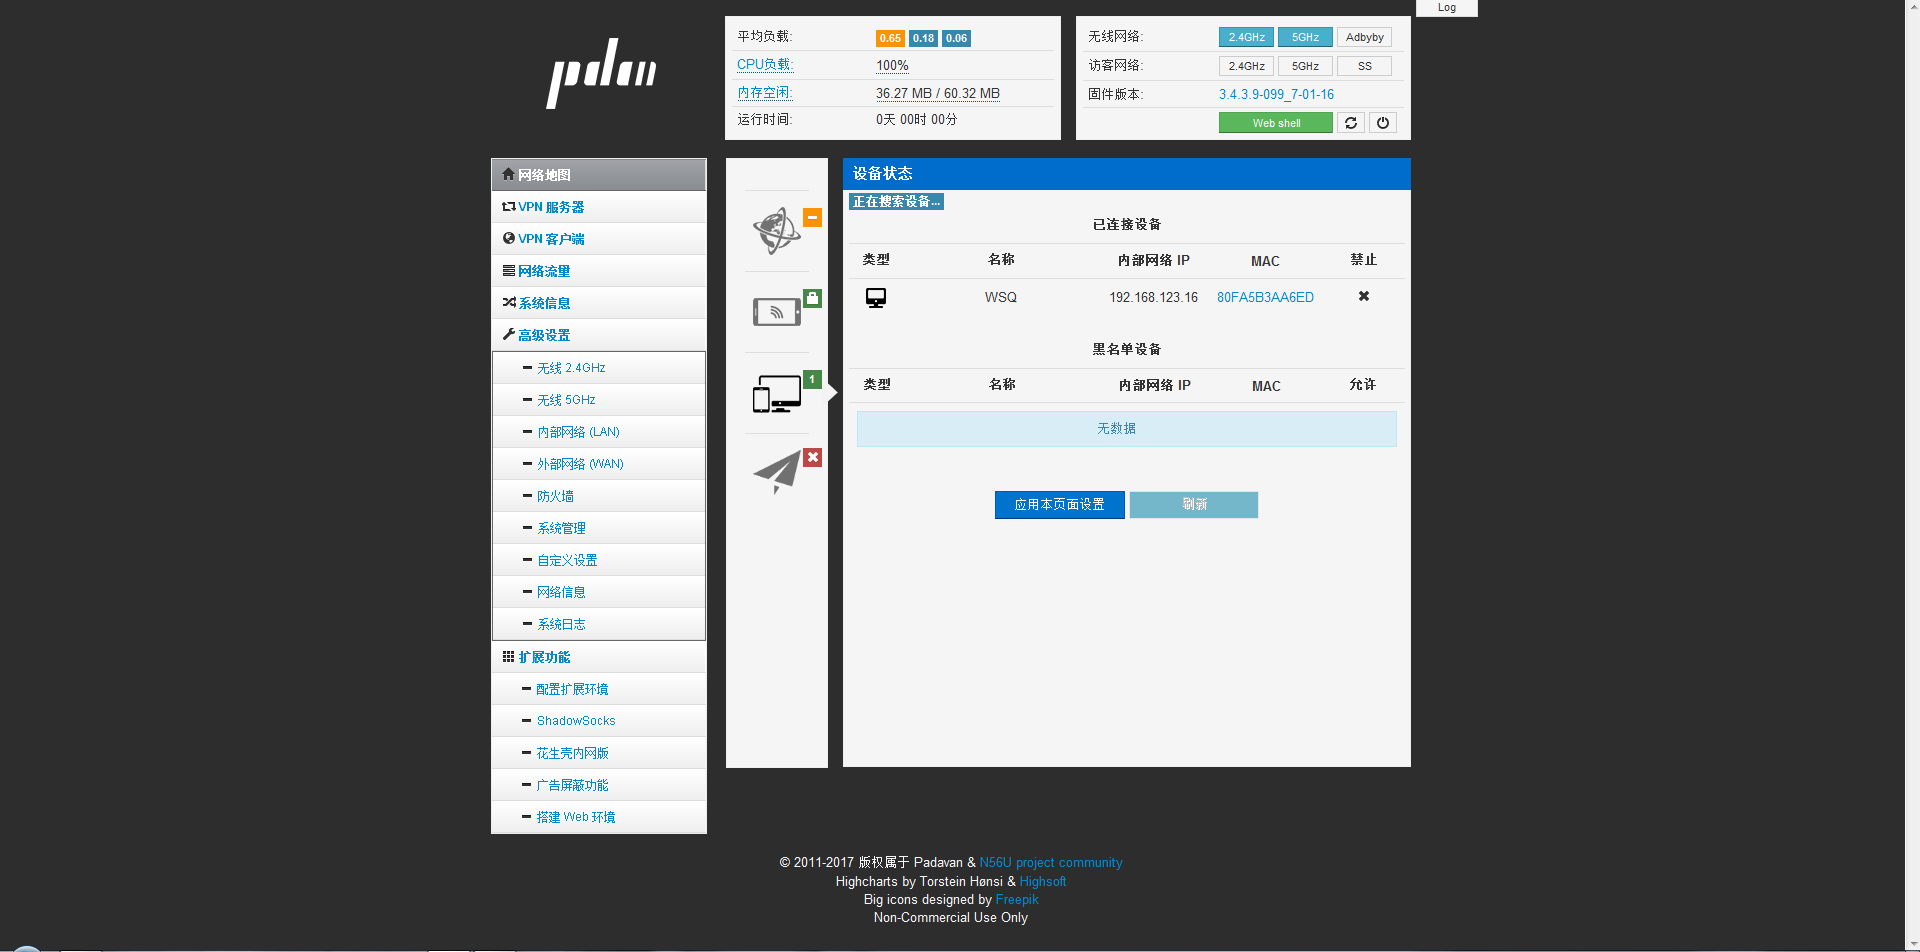 Log
padavan
平均负载:
0.65 0.18 0.06
CPU负载:
100%
内存空闲:
36.27 MB / 60.32 MB
运行时间:
0天 00时 00分
无线网络:
2.4GHz 5GHz Adbyby
访客网络:
2.4GHz 5GHz SS
固件版本:
3.4.3.9-099_7-01-16
Web shell
网络地图
VPN 服务器
VPN 客户端
网络流量
系统信息
高级设置
无线 2.4GHz
无线 5GHz
内部网络 (LAN)
外部网络 (WAN)
防火墙
系统管理
自定义设置
网络信息
系统日志
扩展功能
配置扩展环境
ShadowSocks
花生壳内网版
广告屏蔽功能
搭建 Web 环境
1
设备状态
正在搜索设备...
已连接设备
类型 名称 内部网络 IP MAC 禁止
WSQ 192.168.123.16 80FA5B3AA6ED
黑名单设备
类型 名称 内部网络 IP MAC 允许
无数据
应用本页面设置 刷新
© 2011-2017 版权属于 Padavan & N56U project community
Highcharts by Torstein Hønsi & Highsoft
Big icons designed by Freepik
Non-Commercial Use Only